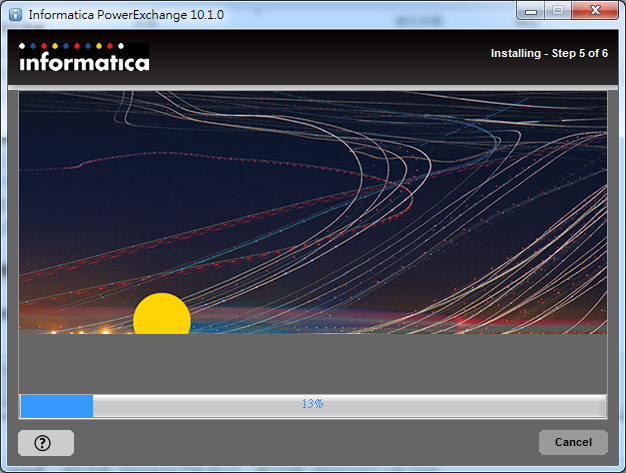 Informatica PowerExchange 10.1.0
informatica
Installing - Step 5 of 6
13%
?
Cancel